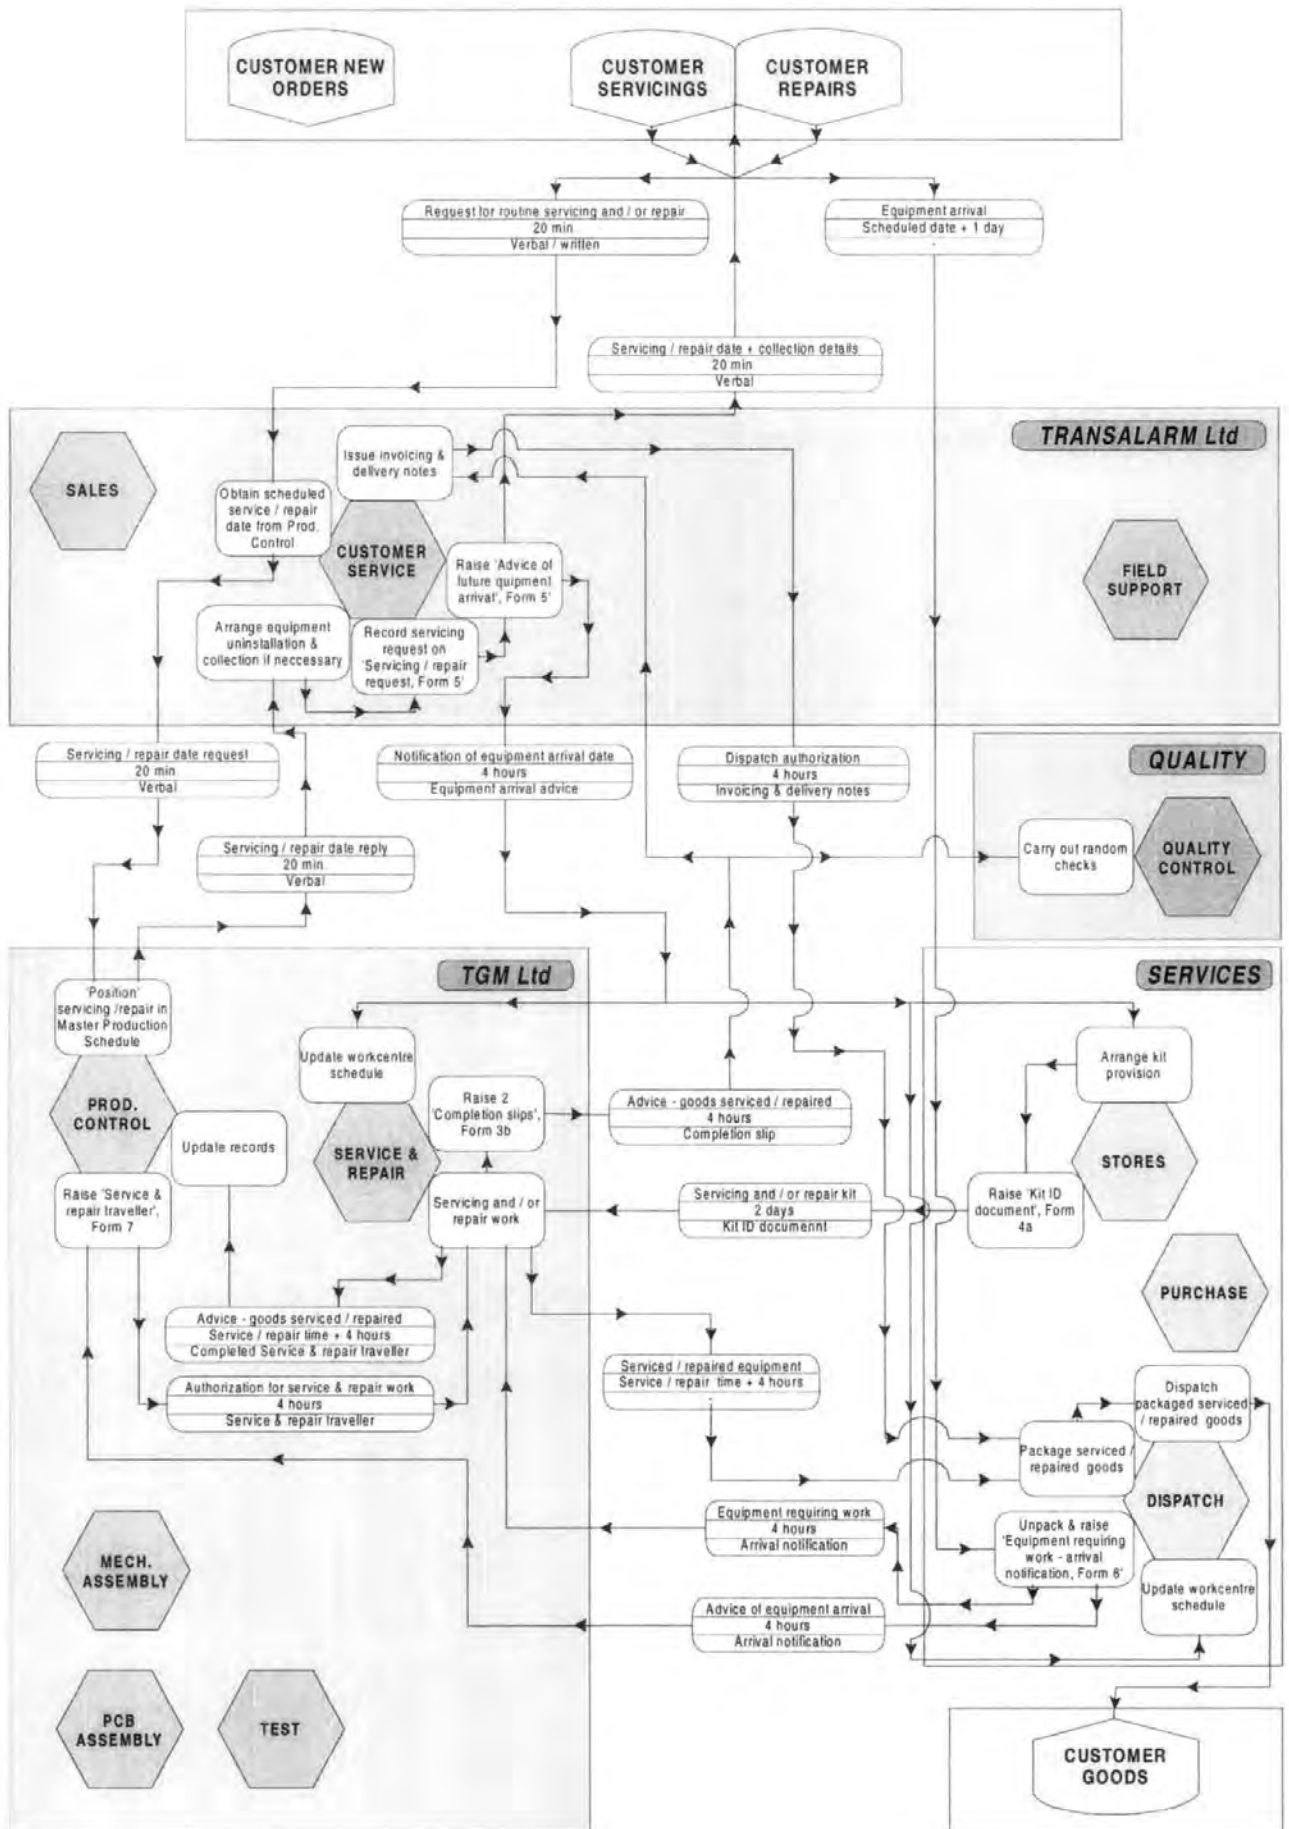 CUSTOMER NEW
ORDERS
CUSTOMER
SERVICINGS
CUSTOMER
REPAIRS
Request for routine servicing and / or repair
20 min
Verbal / written
Equipment arrival
Scheduled date + 1 day
Servicing / repair date + collection details
20 min
Verbal
TRANSALARM Ltd
SALES
Issue invoicing &
delivery notes
Obtain scheduled
service / repair
date from Prod.
Control
CUSTOMER
SERVICE
Raise 'Advice of
future quipment
arrival', Form 5'
FIELD
SUPPORT
Arrange equipment
uninstallation &
collection if neccessary
Record servicing
request on
'Servicing / repair
request, Form 5'
Servicing / repair date request
20 min
Verbal
Notification of equipment arrival date
4 hours
Equipment arrival advice
Dispatch authorization
4 hours
Invoicing & delivery notes
QUALITY
Servicing / repair date reply
20 min
Verbal
Carry out random
checks
QUALITY
CONTROL
TGM Ltd
SERVICES
'Position'
servicing /repair in
Master Production
Schedule
Update workcentre
schedule
Arrange kit
provision
PROD.
CONTROL
Raise 2
'Completion slips',
Form 3b
Advice - goods serviced / repaired
4 hours
Completion slip
Update records
SERVICE &
REPAIR
STORES
Raise 'Service &
repair traveller',
Form 7
Servicing and / or
repair work
Servicing and / or repair kit
2 days
Kit ID documennt
Raise 'Kit ID
document', Form
4a
PURCHASE
Advice - goods serviced / repaired
Service / repair time + 4 hours
Completed Service & repair traveller
Serviced / repaired equipment
Service / repair time + 4 hours
Authorization for service & repair work
4 hours
Service & repair traveller
Dispatch
packaged serviced
/ repaired goods
Package serviced /
repaired goods
DISPATCH
Equipment requiring work
4 hours
Arrival notification
Unpack & raise
'Equipment requiring
work - arrival
notification, Form 6'
MECH.
ASSEMBLY
Update workcentre
schedule
Advice of equipment arrival
4 hours
Arrival notification
PCB
ASSEMBLY
TEST
CUSTOMER
GOODS